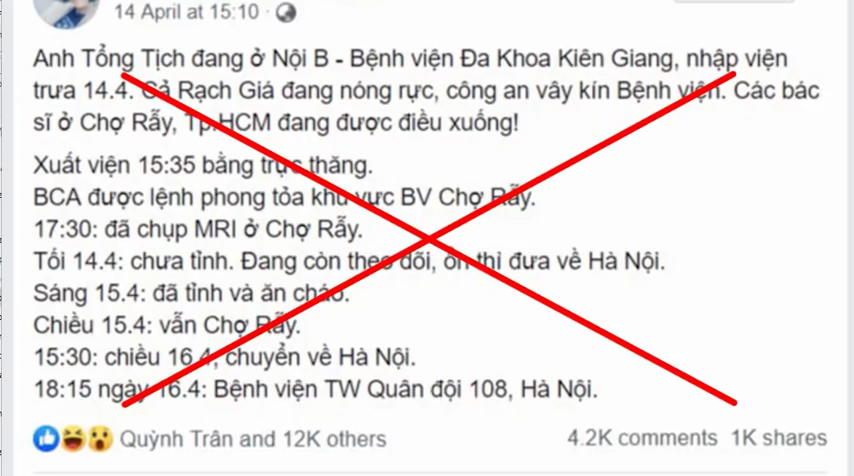 14 April at 15:10 ·
Anh Tổng Tịch đang ở Nội B - Bệnh viện Đa Khoa Kiên Giang, nhập viện
trưa 14.4. Cả Rạch Giá đang nóng rực, công an vây kín Bệnh viện. Các bác
sĩ ở Chợ Rẫy, Tp.HCM đang được điều xuống!
Xuất viện 15:35 bằng trực thăng.
BCA được lệnh phong tỏa khu vực BV Chợ Rẫy.
17:30: đã chụp MRI ở Chợ Rẫy.
Tối 14.4: chưa tỉnh. Đang còn theo dõi, ổn thì đưa về Hà Nội.
Sáng 15.4: đã tỉnh và ăn cháo.
Chiều 15.4: vẫn Chợ Rẫy.
15:30: chiều 16.4, chuyển về Hà Nội.
18:15 ngày 16.4: Bệnh viện TW Quân đội 108, Hà Nội.
Quỳnh Trân and 12K others
4.2K comments 1K shares